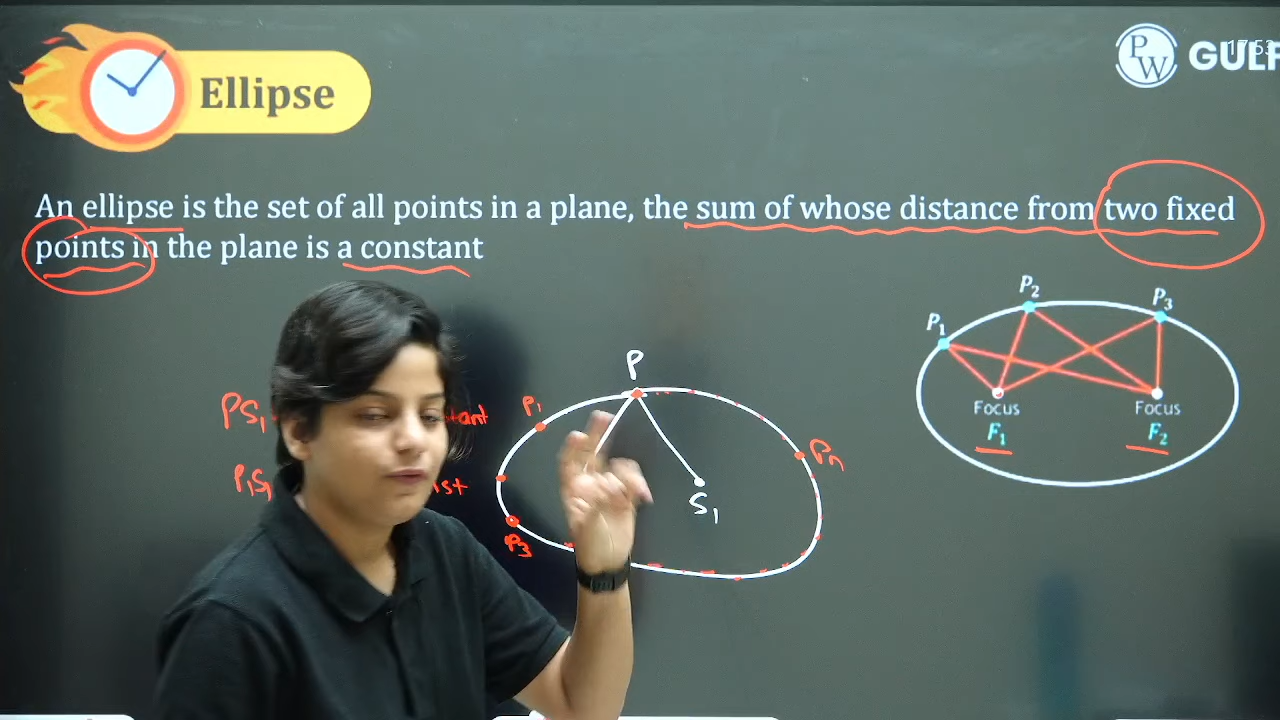 Ellipse
PW GULF
17:53
An ellipse is the set of all points in a plane, the sum of whose distance from two fixed
points in the plane is a constant
P₂
P₃
P₁
Focus
Focus
F₁
F₂
P
PS₁
P₁
Pn
P₁S₁
S₁
P₃